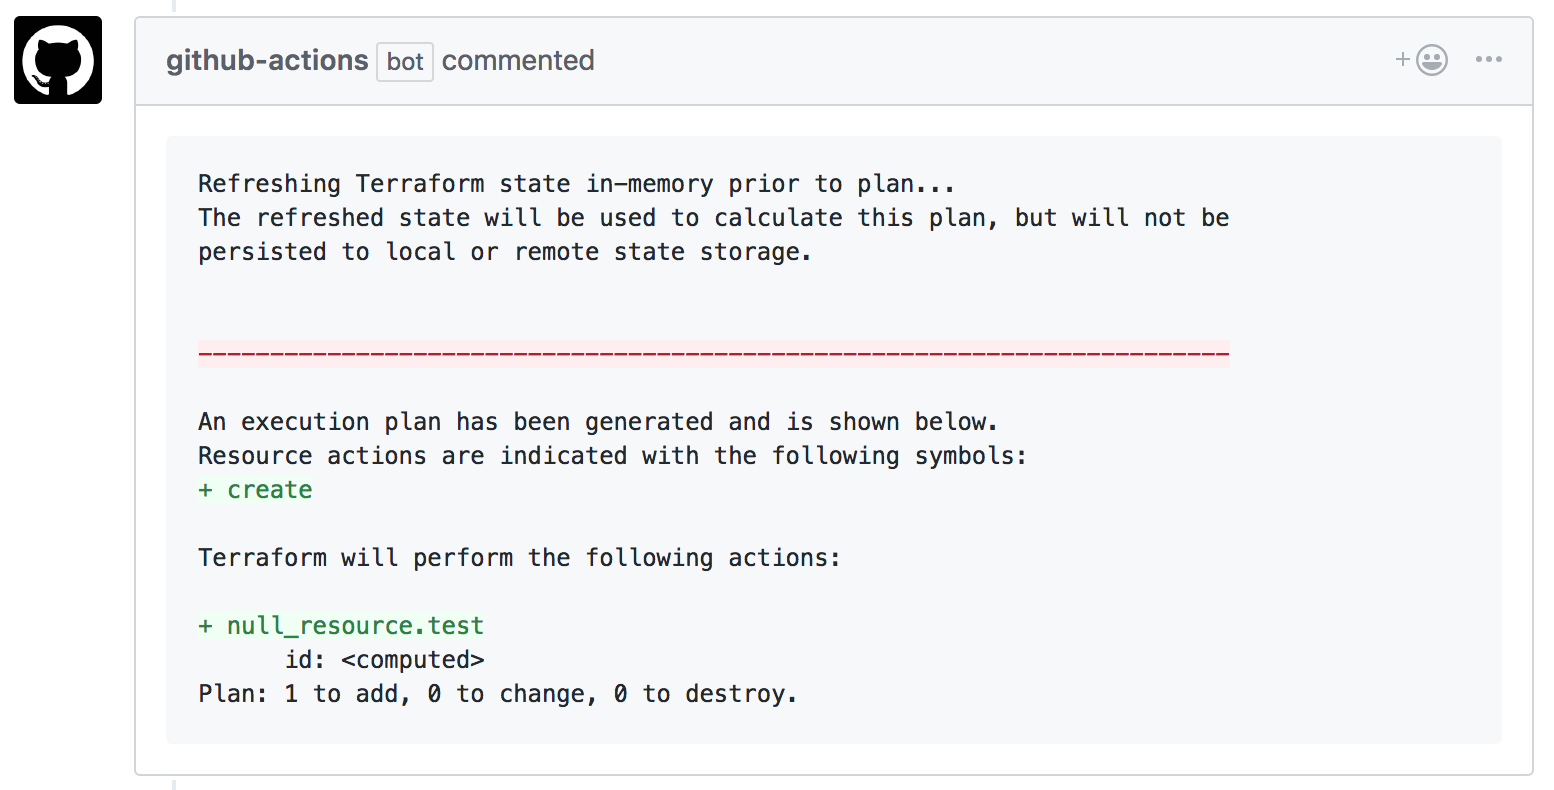 github-actions bot commented
Refreshing Terraform state in-memory prior to plan...
The refreshed state will be used to calculate this plan, but will not be
persisted to local or remote state storage.
------------------------------------------------------------------------
An execution plan has been generated and is shown below.
Resource actions are indicated with the following symbols:
+ create
Terraform will perform the following actions:
+ null_resource.test
      id: <computed>
Plan: 1 to add, 0 to change, 0 to destroy.